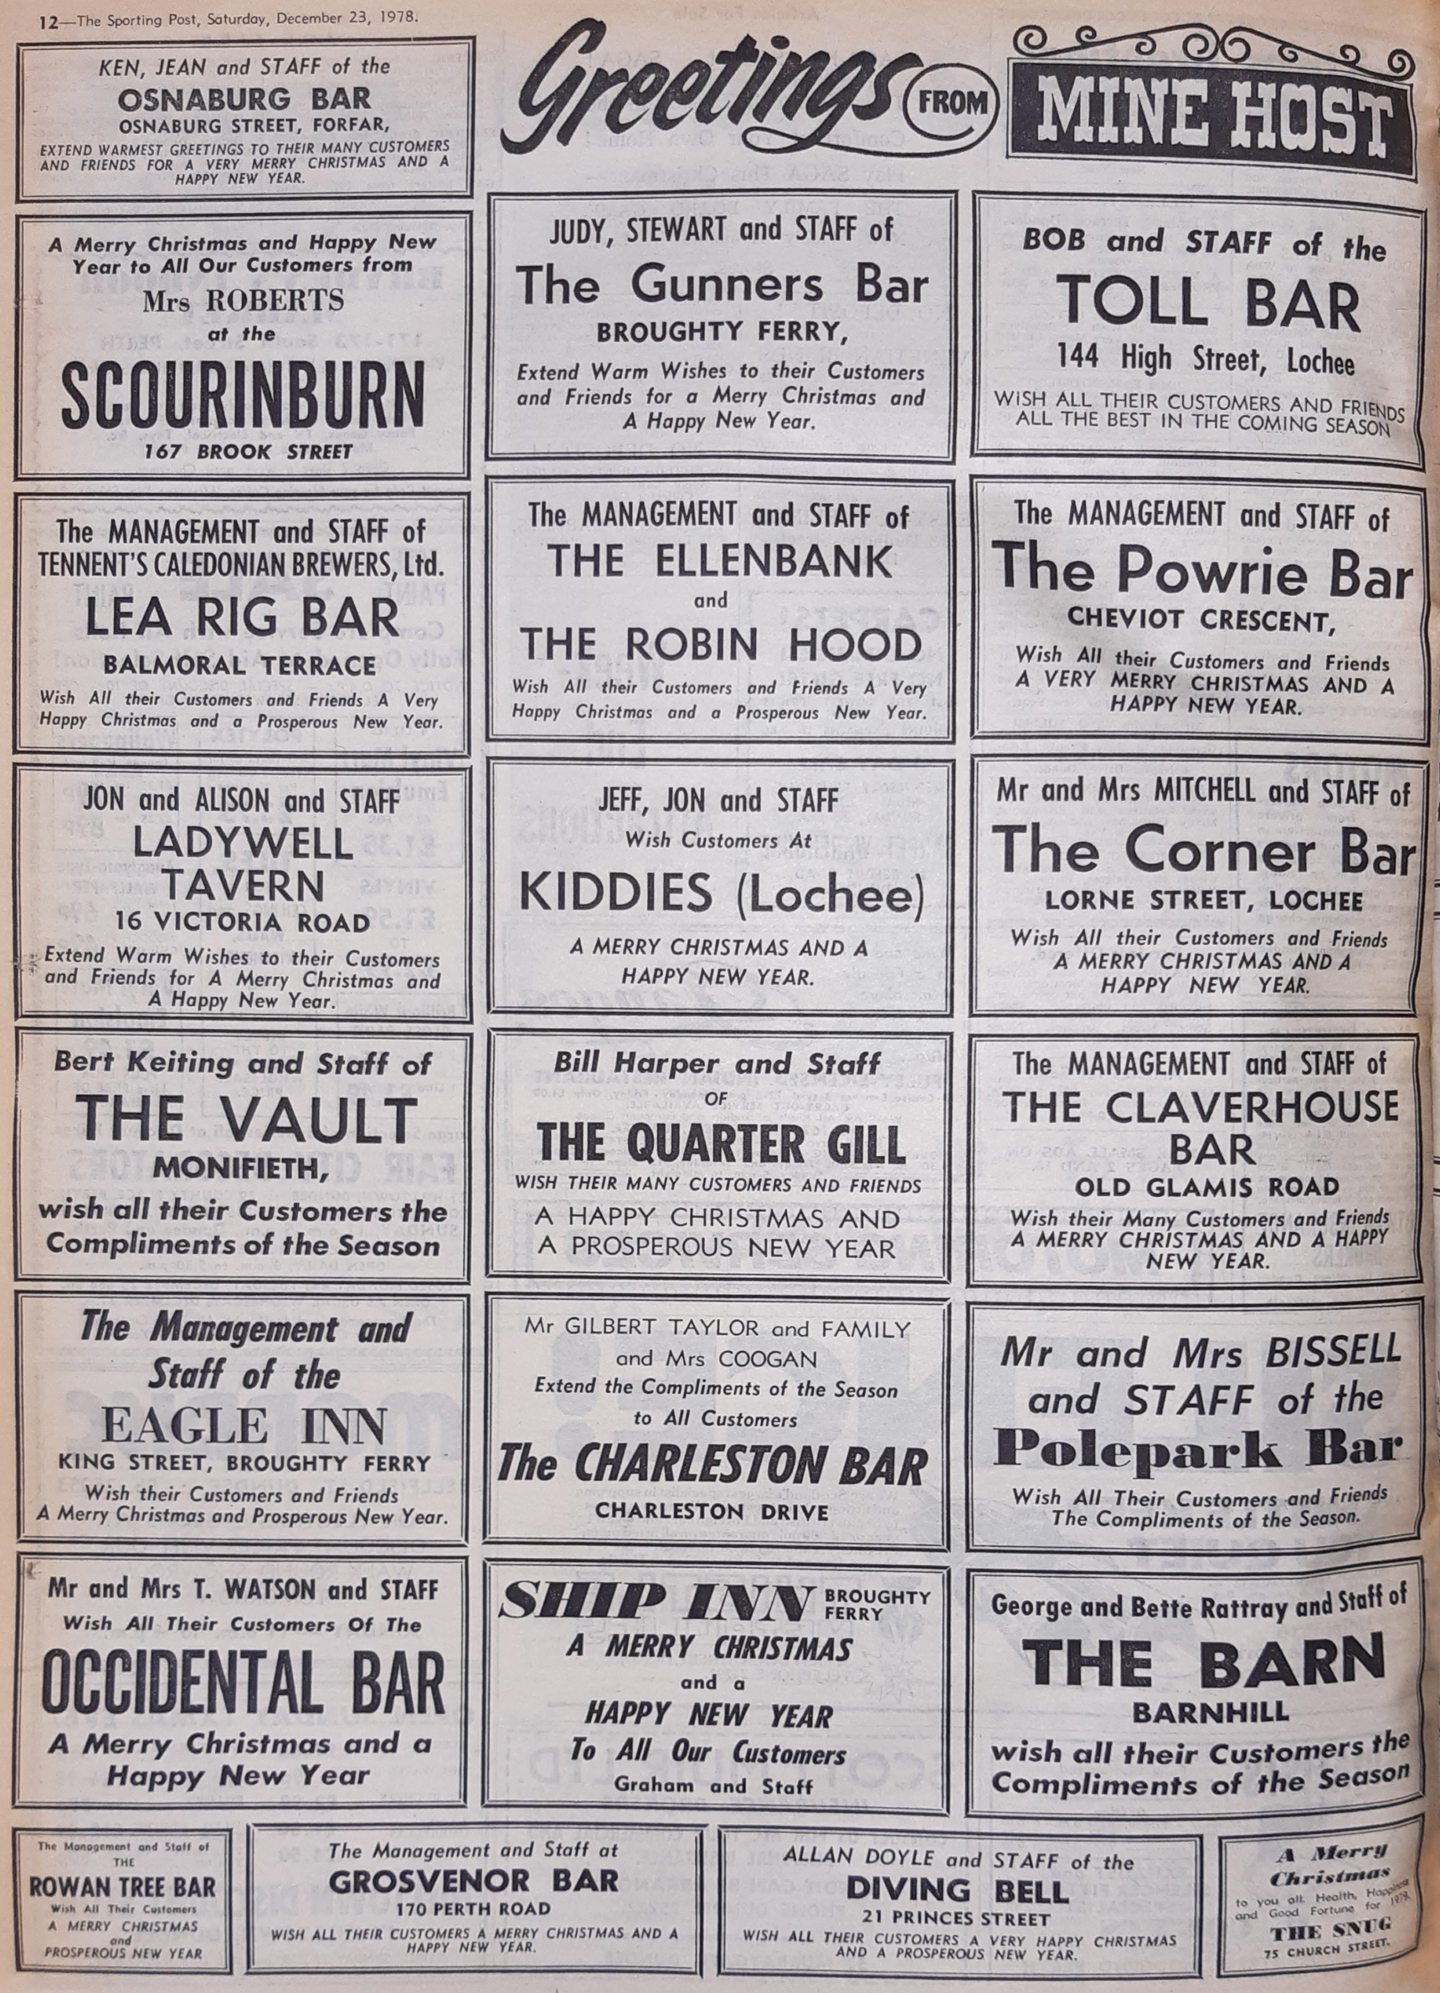 12—The Sporting Post, Saturday, December 23, 1978.
Greetings FROM MINE HOST
KEN, JEAN and STAFF of the
OSNABURG BAR
OSNABURG STREET, FORFAR,
EXTEND WARMEST GREETINGS TO THEIR MANY CUSTOMERS
AND FRIENDS FOR A VERY MERRY CHRISTMAS AND A
HAPPY NEW YEAR.
A Merry Christmas and Happy New
Year to All Our Customers from
Mrs ROBERTS
at the
SCOURINBURN
167 BROOK STREET
JUDY, STEWART and STAFF of
The Gunners Bar
BROUGHTY FERRY,
Extend Warm Wishes to their Customers
and Friends for a Merry Christmas and
A Happy New Year.
BOB and STAFF of the
TOLL BAR
144 High Street, Lochee
WISH ALL THEIR CUSTOMERS AND FRIENDS
ALL THE BEST IN THE COMING SEASON
The MANAGEMENT and STAFF of
TENNENT'S CALEDONIAN BREWERS, Ltd.
LEA RIG BAR
BALMORAL TERRACE
Wish All their Customers and Friends A Very
Happy Christmas and a Prosperous New Year.
The MANAGEMENT and STAFF of
THE ELLENBANK
and
THE ROBIN HOOD
Wish All their Customers and Friends A Very
Happy Christmas and a Prosperous New Year.
The MANAGEMENT and STAFF of
The Powrie Bar
CHEVIOT CRESCENT,
Wish All their Customers and Friends
A VERY MERRY CHRISTMAS AND A
HAPPY NEW YEAR.
JON and ALISON and STAFF
LADYWELL
TAVERN
16 VICTORIA ROAD
Extend Warm Wishes to their Customers
and Friends for A Merry Christmas and
A Happy New Year.
JEFF, JON and STAFF
Wish Customers At
KIDDIES (Lochee)
A MERRY CHRISTMAS AND A
HAPPY NEW YEAR.
Mr and Mrs MITCHELL and STAFF of
The Corner Bar
LORNE STREET, LOCHEE
Wish All their Customers and Friends
A MERRY CHRISTMAS AND A
HAPPY NEW YEAR.
Bert Keiting and Staff of
THE VAULT
MONIFIETH,
wish all their Customers the
Compliments of the Season
Bill Harper and Staff
OF
THE QUARTER GILL
WISH THEIR MANY CUSTOMERS AND FRIENDS
A HAPPY CHRISTMAS AND
A PROSPEROUS NEW YEAR
The MANAGEMENT and STAFF of
THE CLAVERHOUSE
BAR
OLD GLAMIS ROAD
Wish their Many Customers and Friends
A MERRY CHRISTMAS AND A HAPPY
NEW YEAR.
The Management and
Staff of the
EAGLE INN
KING STREET, BROUGHTY FERRY
Wish their Customers and Friends
A Merry Christmas and Prosperous New Year.
Mr GILBERT TAYLOR and FAMILY
and Mrs COOGAN
Extend the Compliments of the Season
to All Customers
The CHARLESTON BAR
CHARLESTON DRIVE
Mr and Mrs BISSELL
and STAFF of the
Polepark Bar
Wish All Their Customers and Friends
The Compliments of the Season.
Mr and Mrs T. WATSON and STAFF
Wish All Their Customers Of The
OCCIDENTAL BAR
A Merry Christmas and a
Happy New Year
SHIP INN BROUGHTY
FERRY
A MERRY CHRISTMAS
and a
HAPPY NEW YEAR
To All Our Customers
Graham and Staff
George and Bette Rattray and Staff of
THE BARN
BARNHILL
wish all their Customers the
Compliments of the Season
The Management and Staff of
THE
ROWAN TREE BAR
Wish All Their Customers
A MERRY CHRISTMAS
and
PROSPEROUS NEW YEAR
The Management and Staff at
GROSVENOR BAR
170 PERTH ROAD
WISH ALL THEIR CUSTOMERS A MERRY CHRISTMAS AND A
HAPPY NEW YEAR.
ALLAN DOYLE and STAFF of the
DIVING BELL
21 PRINCES STREET
WISH ALL THEIR CUSTOMERS A VERY HAPPY CHRISTMAS
AND A PROSPEROUS NEW YEAR.
A Merry
Christmas
to you all. Health, Happiness
and Good Fortune for 1979.
THE SNUG
75 CHURCH STREET.